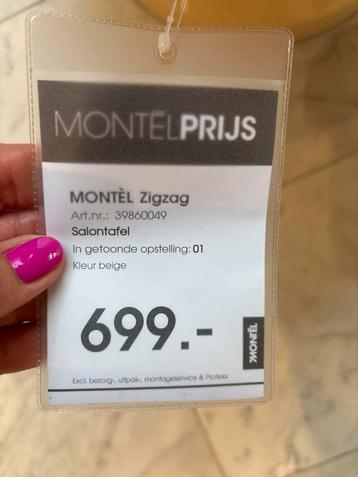 MONTÈLPRIJS
MONTÈL Zigzag
Art.nr.: 39860049
Salontafel
In getoonde opstelling: 01
Kleur beige
699.-
MONTÈL
Excl. bezorg-, uitpak-, montageservice & Protexx